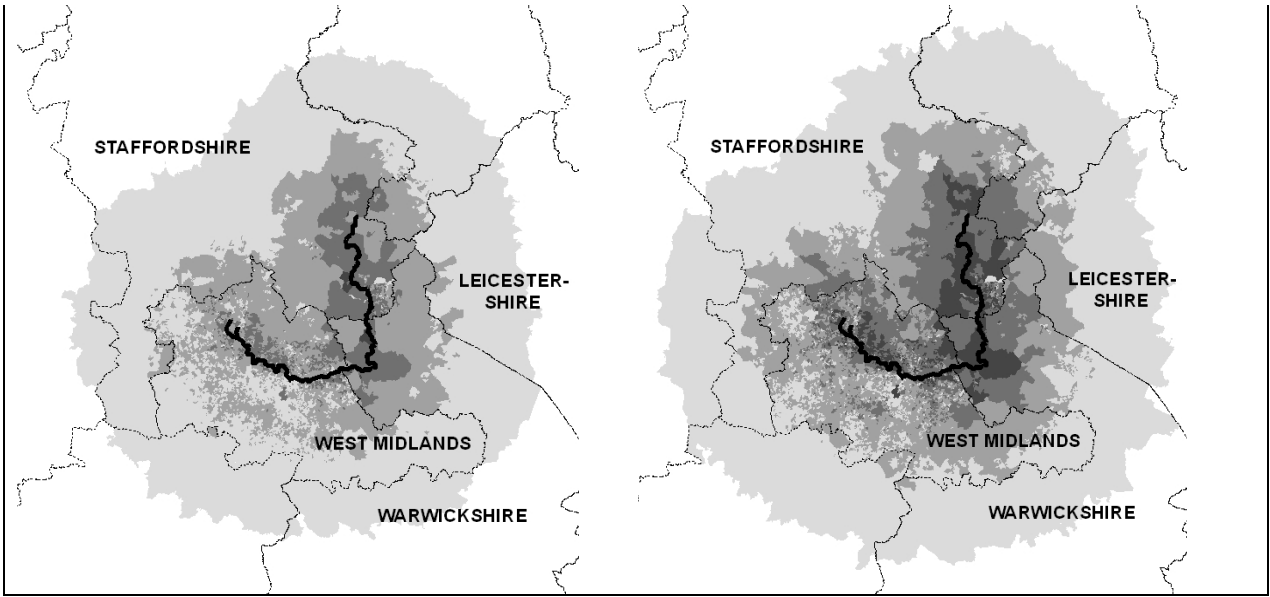 STAFFORDSHIRE
LEICESTER-
SHIRE
WEST MIDLANDS
WARWICKSHIRE
STAFFORDSHIRE
LEICESTER-
SHIRE
WEST MIDLANDS
WARWICKSHIRE